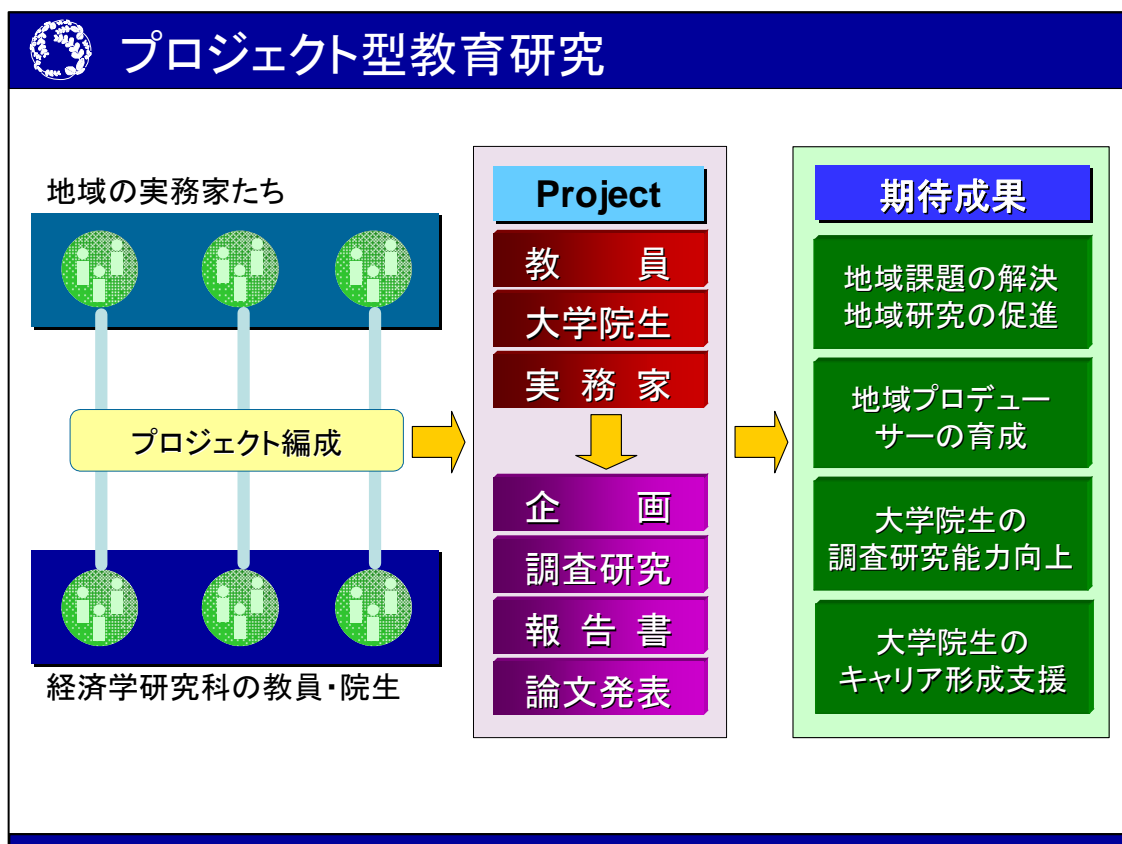 プロジェクト型教育研究
地域の実務家たち
プロジェクト編成
経済学研究科の教員・院生
Project
教 員
大学院生
実 務 家
企 画
調査研究
報 告 書
論文発表
期待成果
地域課題の解決
地域研究の促進
地域プロデュー
サーの育成
大学院生の
調査研究能力向上
大学院生の
キャリア形成支援